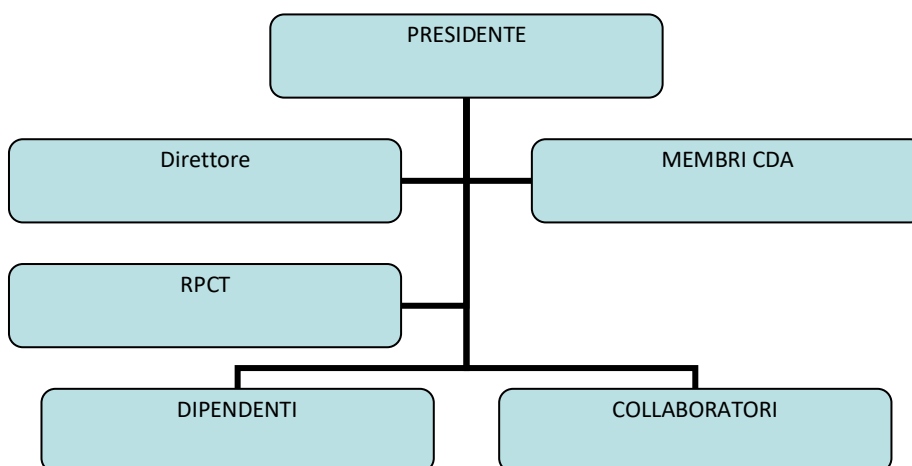 PRESIDENTE
Direttore
MEMBRI CDA
RPCT
DIPENDENTI
COLLABORATORI